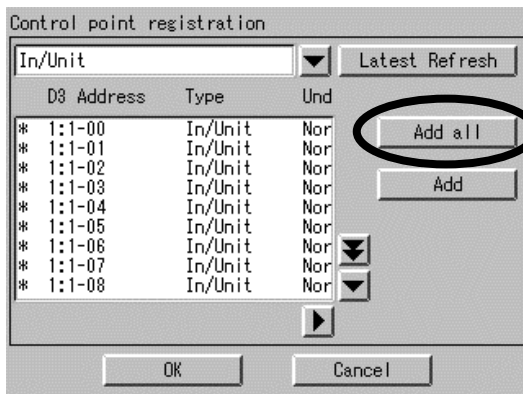 Control point registration
In/Unit
Latest Refresh
D3 Address Type Und
* 1:1-00 In/Unit Nor
* 1:1-01 In/Unit Nor
* 1:1-02 In/Unit Nor
* 1:1-03 In/Unit Nor
* 1:1-04 In/Unit Nor
* 1:1-05 In/Unit Nor
* 1:1-06 In/Unit Nor
* 1:1-07 In/Unit Nor
* 1:1-08 In/Unit Nor
Add all
Add
OK Cancel